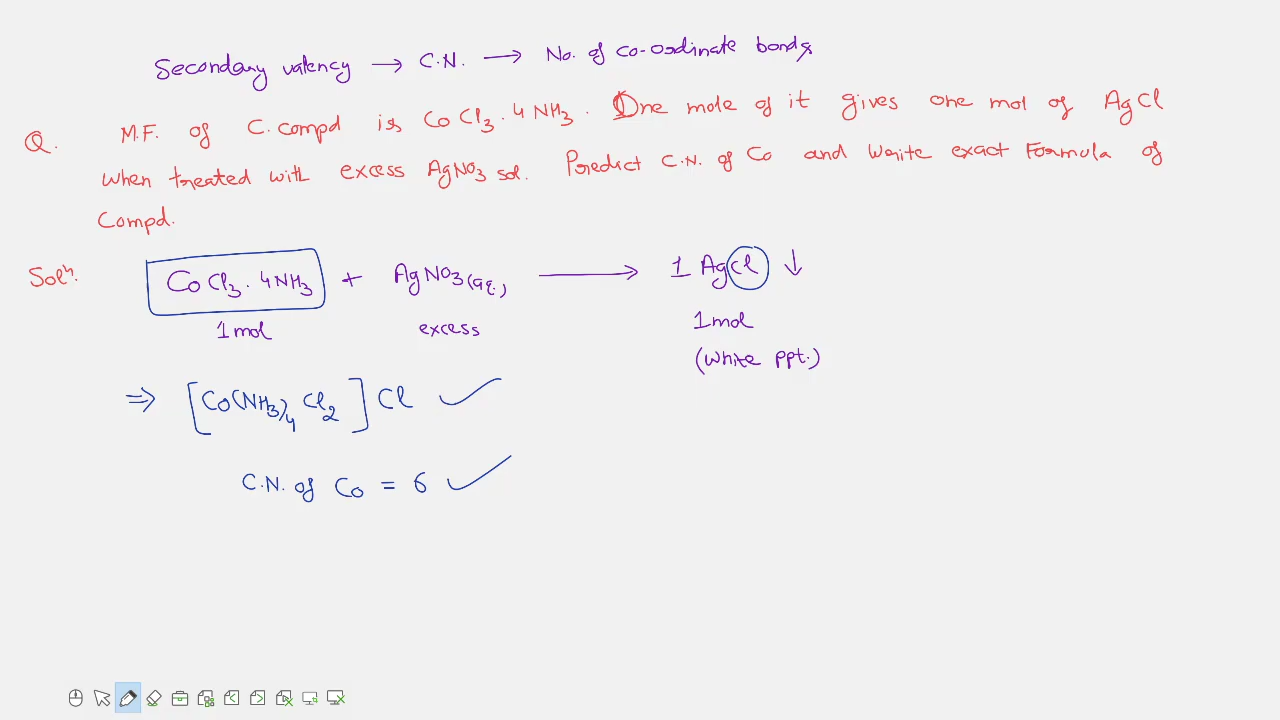 Secondary valency → C.N. → No. of co-ordinate bonds
Q. M.F. of C. compd is CoCl₃·4NH₃. One mole of it gives one mol of AgCl
when treated with excess AgNO₃ sol. Predict C.N. of Co and Write exact Formula of
Compd.
Solⁿ. CoCl₃·4NH₃ + AgNO₃(aq.) → 1 AgCl ↓
1 mol excess 1 mol
(White ppt.)
⇒ [Co(NH₃)₄Cl₂]Cl ✓
C.N. of Co = 6 ✓